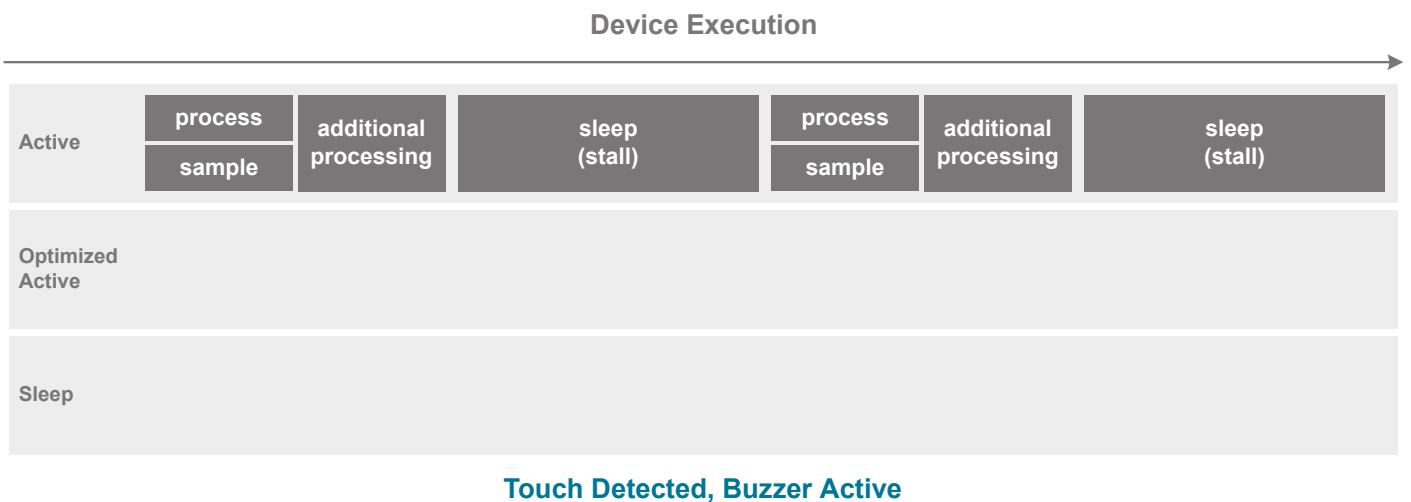 Device Execution
Active
process
sample
additional
processing
sleep
(stall)
process
sample
additional
processing
sleep
(stall)
Optimized
Active
Sleep
Touch Detected, Buzzer Active